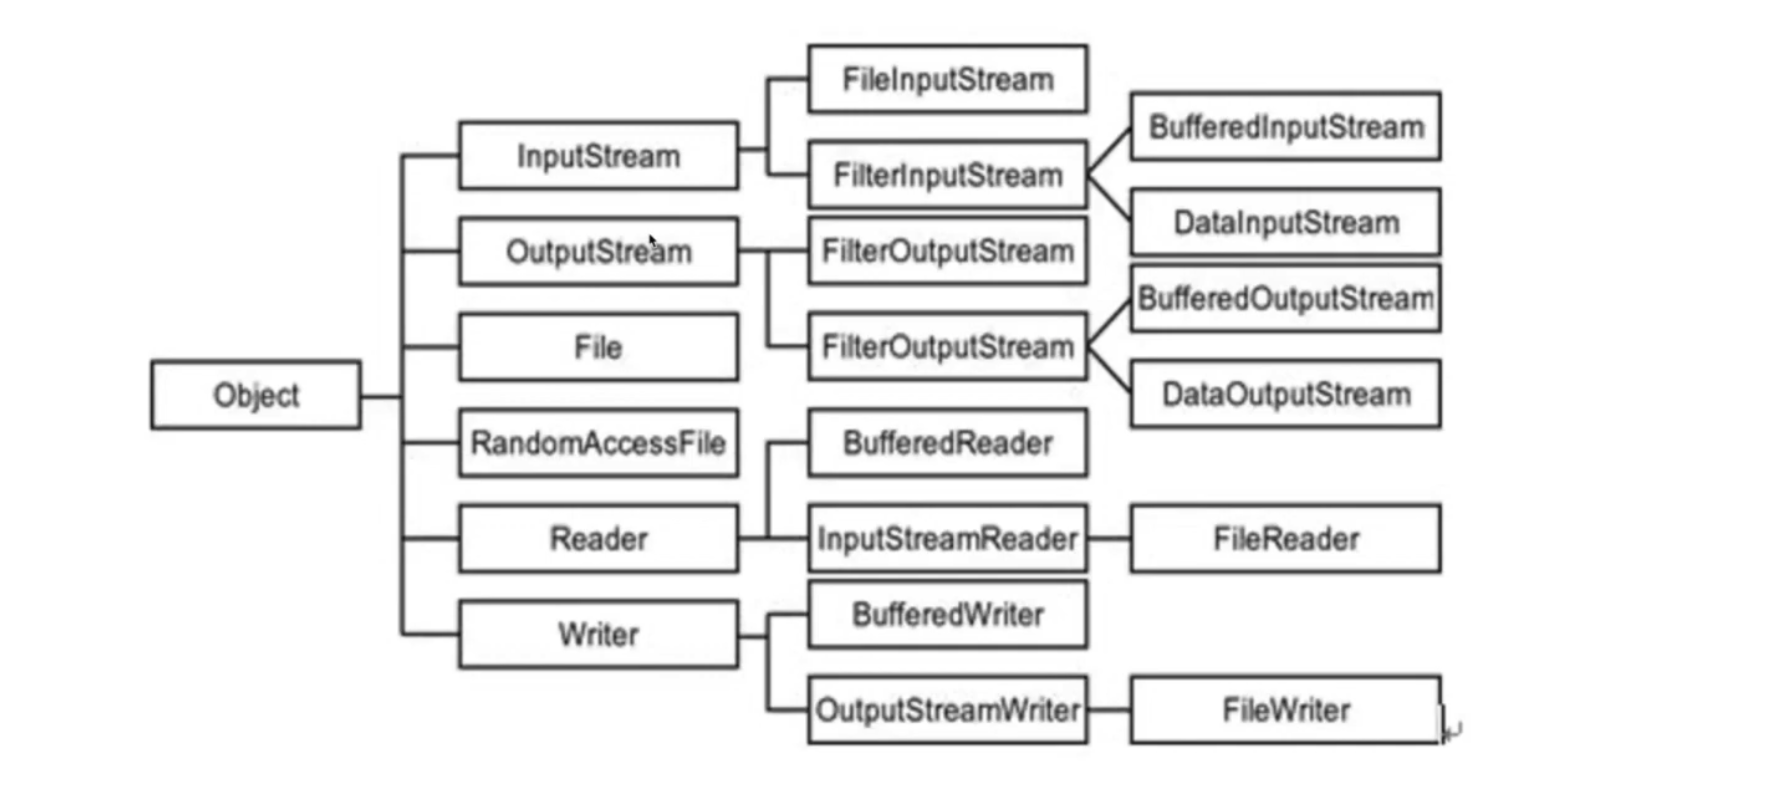 Object
InputStream
OutputStream
File
RandomAccessFile
Reader
Writer
FileInputStream
FilterInputStream
FilterOutputStream
FilterOutputStream
BufferedReader
InputStreamReader
BufferedWriter
OutputStreamWriter
BufferedInputStream
DataInputStream
BufferedOutputStream
DataOutputStream
FileReader
FileWriter